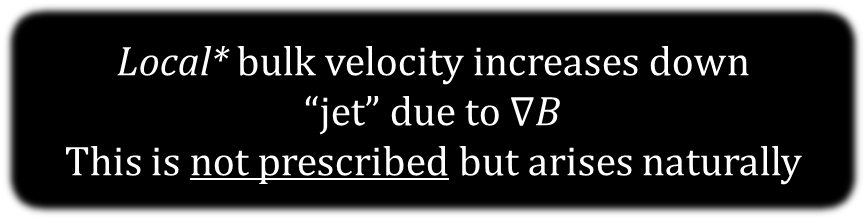 Local* bulk velocity increases down
“jet” due to ∇B
This is not prescribed but arises naturally